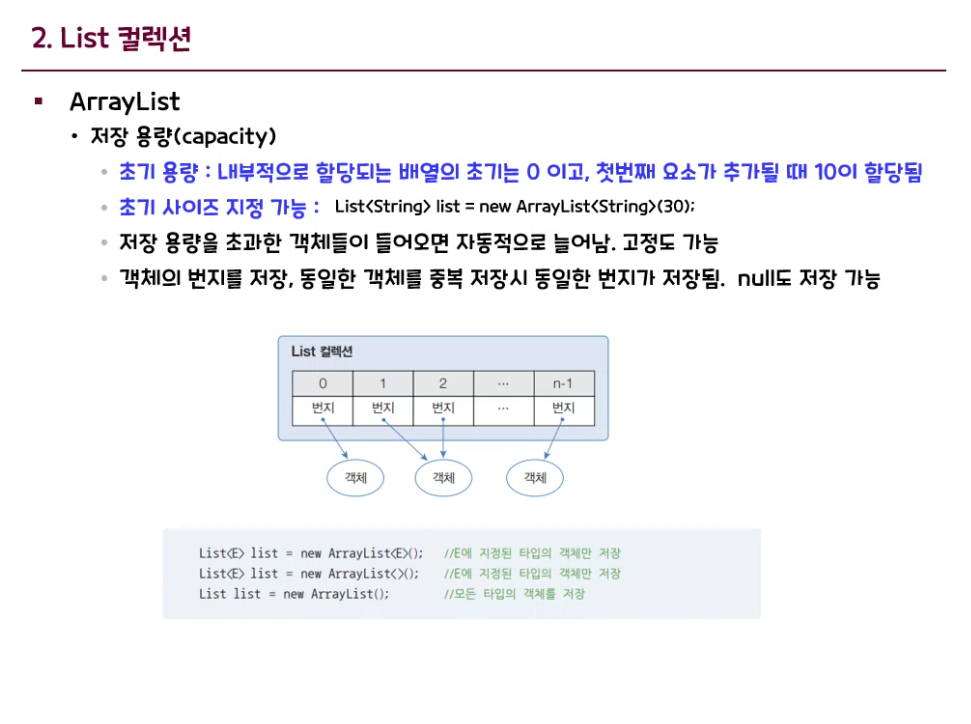 2. List 컬렉션
▪ ArrayList
• 저장 용량(capacity)
• 초기 용량 : 내부적으로 할당되는 배열의 초기는 0 이고, 첫번째 요소가 추가될 때 10이 할당됨
• 초기 사이즈 지정 가능 : List<String> list = new ArrayList<String>(30);
• 저장 용량을 초과한 객체들이 들어오면 자동적으로 늘어남. 고정도 가능
• 객체의 번지를 저장, 동일한 객체를 중복 저장시 동일한 번지가 저장됨. null도 저장 가능
List 컬렉션
0 1 2 ... n-1
번지 번지 번지 ... 번지
객체 객체 객체
List<E> list = new ArrayList<E>(); //E에 지정된 타입의 객체만 저장
List<E> list = new ArrayList<>(); //E에 지정된 타입의 객체만 저장
List list = new ArrayList(); //모든 타입의 객체를 저장